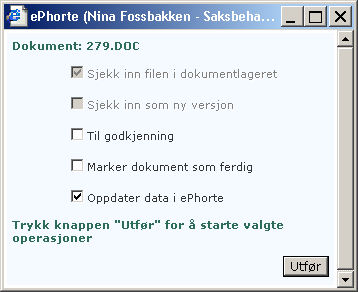 ePhorte (Nina Fossbakken - Saksbeha...
Dokument: 279.DOC
Sjekk inn filen i dokumentlageret
Sjekk inn som ny versjon
Til godkjenning
Marker dokument som ferdig
Oppdater data i ePhorte
Trykk knappen "Utfør" for å starte valgte
operasjoner
Utfør